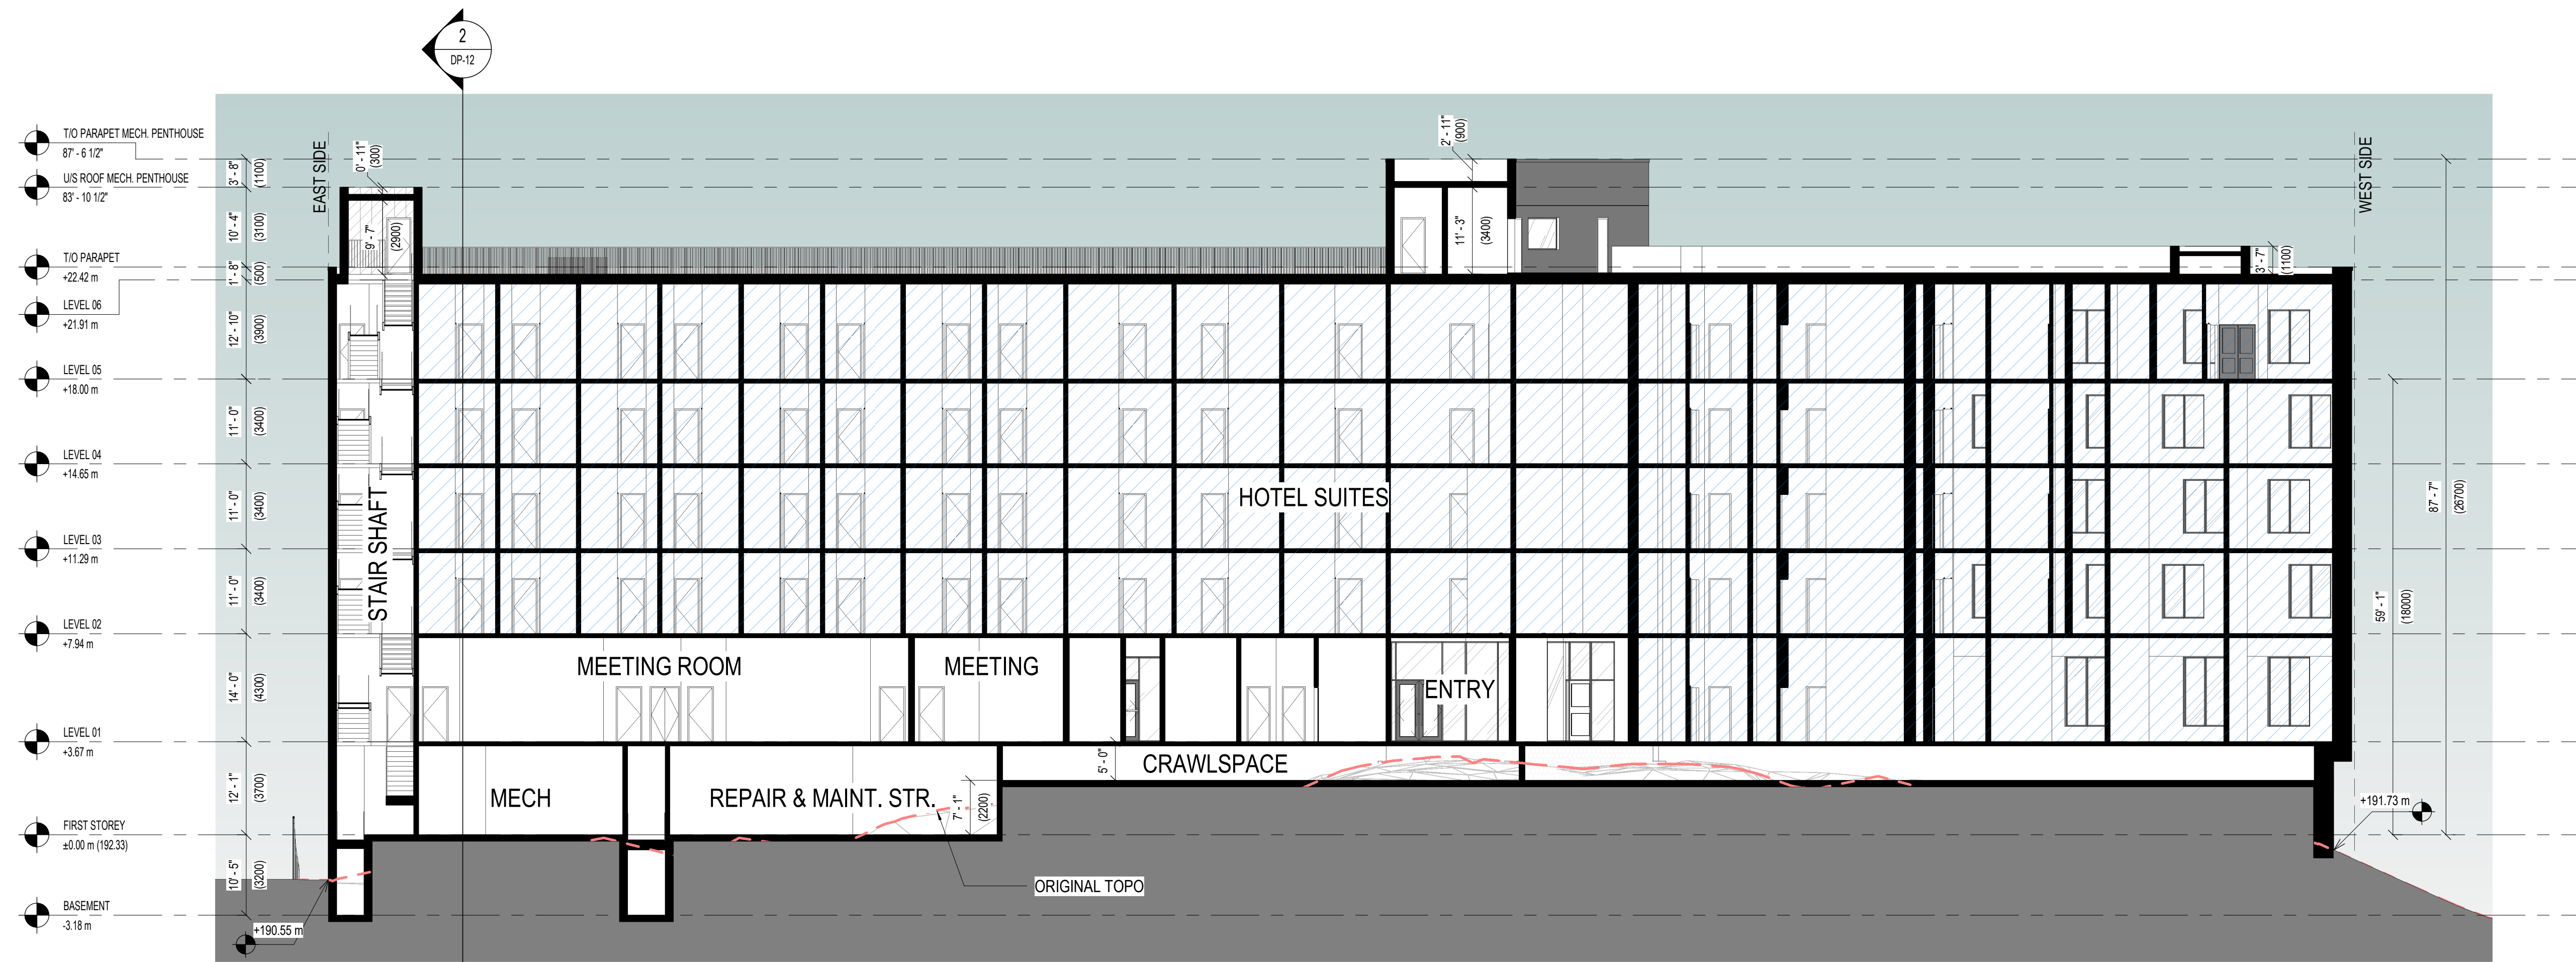 2
DP-12
T/O PARAPET MECH. PENTHOUSE
87' - 6 1/2"
U/S ROOF MECH. PENTHOUSE
83' - 10 1/2"
T/O PARAPET
+22.42 m
LEVEL 06
+21.91 m
LEVEL 05
+18.00 m
LEVEL 04
+14.65 m
LEVEL 03
+11.29 m
LEVEL 02
+7.94 m
LEVEL 01
+3.67 m
FIRST STOREY
±0.00 m (192.33)
BASEMENT
-3.18 m
3' - 8"
(1100)
10' - 4"
(3100)
1' - 8"
(500)
12' - 10"
(3900)
11' - 0"
(3400)
11' - 0"
(3400)
11' - 0"
(3400)
14' - 0"
(4300)
12' - 1"
(3700)
10' - 5"
(3200)
EAST SIDE
0' - 11"
(300)
9' - 7"
(2900)
2' - 11"
(900)
11' - 3"
(3400)
3' - 7"
(1100)
WEST SIDE
87' - 7"
(26700)
59' - 1"
(18000)
STAIR SHAFT
HOTEL SUITES
MEETING ROOM
MEETING
ENTRY
CRAWLSPACE
5' - 0"
MECH
REPAIR & MAINT. STR.
7' - 1"
(2200)
ORIGINAL TOPO
+190.55 m
+191.73 m